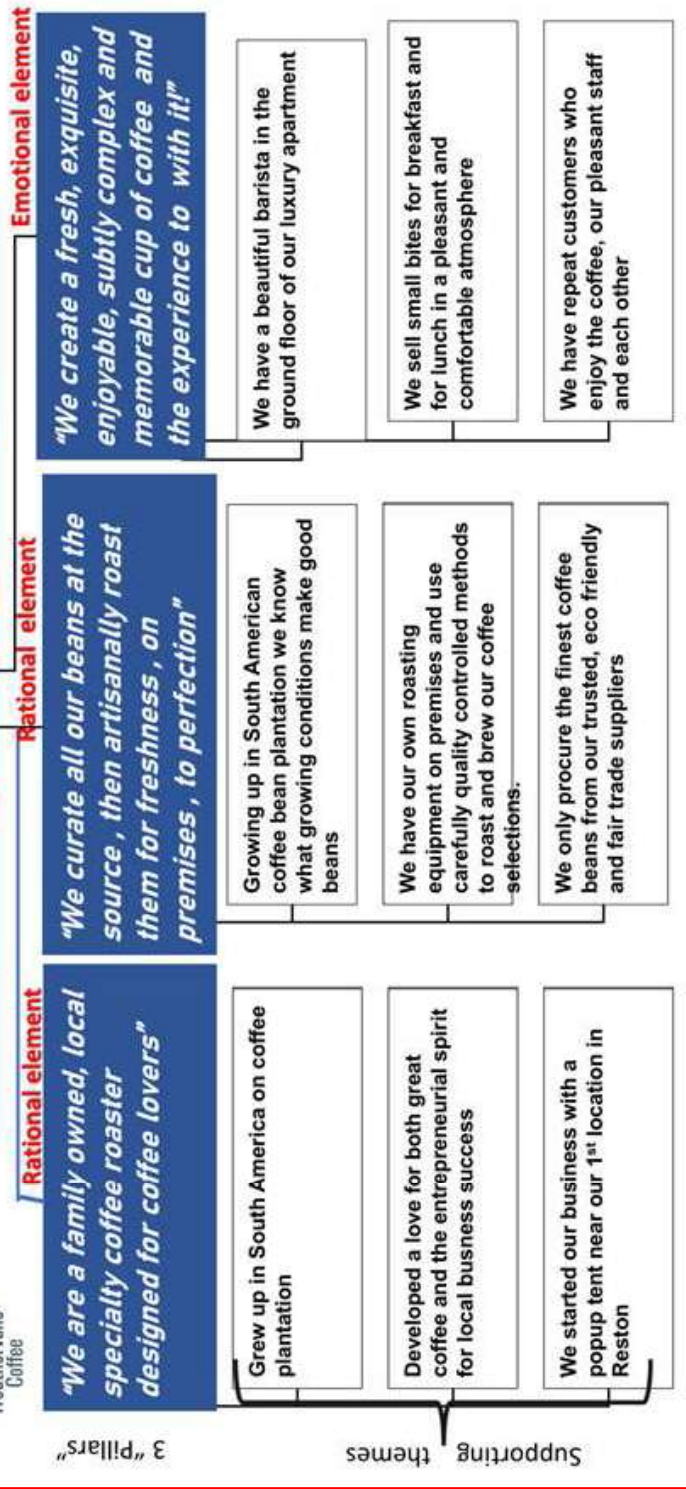 Coffee
Rational element
Rational element
Emotional element
3 "Pillars"
"We are a family owned, local
specialty coffee roaster
designed for coffee lovers"
"We curate all our beans at the
source , then artisanally roast
them for freshness , on
premises , to perfection"
"We create a fresh, exquisite,
enjoyable, subtly complex and
memorable cup of coffee and
the experience to with it!"
Supporting themes
Grew up in South America on coffee
plantation
Developed a love for both great
coffee and the entrepreneurial spirit
for local business success
We started our business with a
popup tent near our 1st location in
Reston
Growing up in South American
coffee bean plantation we know
what growing conditions make good
beans
We have our own roasting
equipment on premises and use
carefully quality controlled methods
to roast and brew our coffee
selections.
We only procure the finest coffee
beans from our trusted, eco friendly
and fair trade suppliers
We have a beautiful barista in the
ground floor of our luxury apartment
We sell small bites for breakfast and
for lunch in a pleasant and
comfortable atmosphere
We have repeat customers who
enjoy the coffee, our pleasant staff
and each other